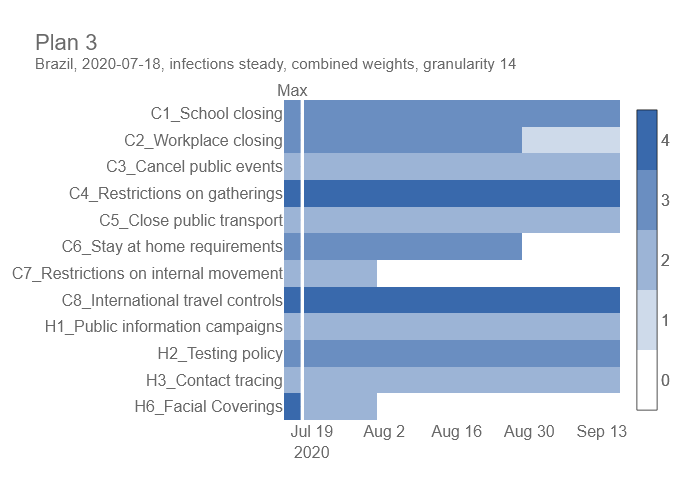 Plan 3
Brazil, 2020-07-18, infections steady, combined weights, granularity 14
Max
C1_School closing
C2_Workplace closing
C3_Cancel public events
C4_Restrictions on gatherings
C5_Close public transport
C6_Stay at home requirements
C7_Restrictions on internal movement
C8_International travel controls
H1_Public information campaigns
H2_Testing policy
H3_Contact tracing
H6_Facial Coverings
Jul 19 Aug 2 Aug 16 Aug 30 Sep 13
2020
4
3
2
1
0